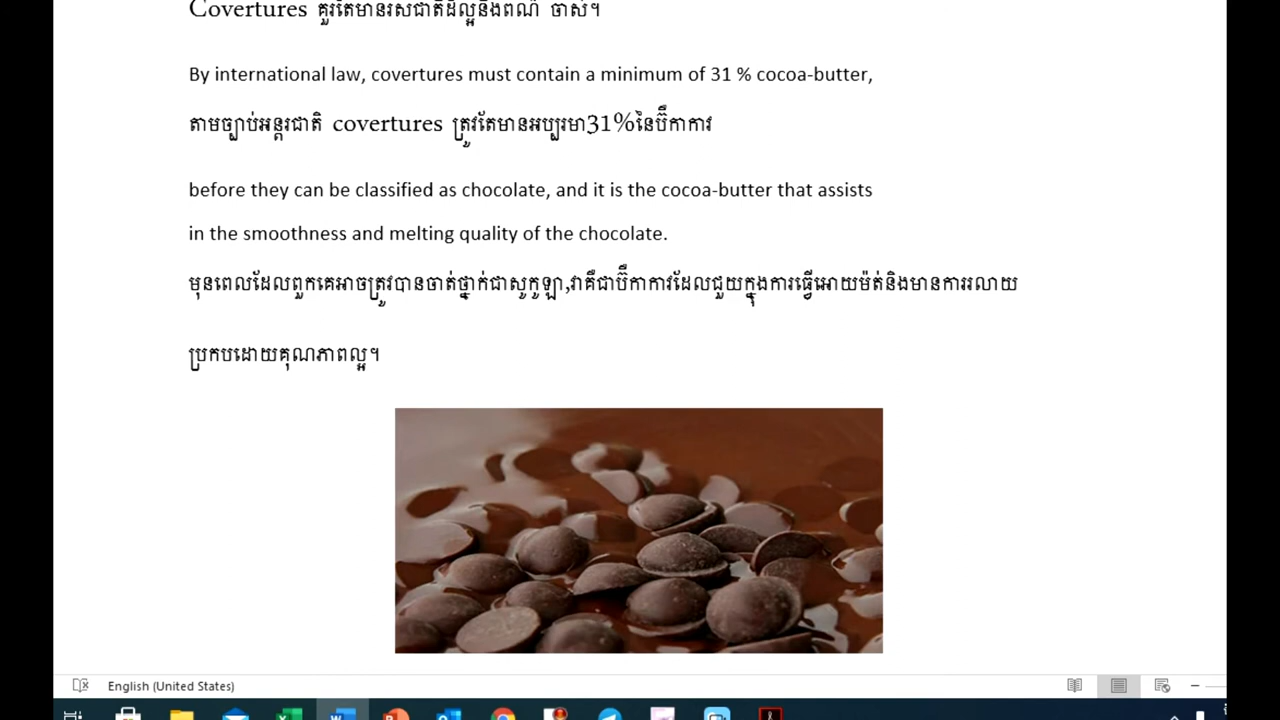 Covertures គួរតែមានរសជាតិដ៏ល្អនិងពណ៌ ចាស់។
By international law, covertures must contain a minimum of 31 % cocoa-butter,
តាមច្បាប់អន្តរជាតិ covertures ត្រូវតែមានអប្បរមា31%នៃប៊ឺកាកាវ
before they can be classified as chocolate, and it is the cocoa-butter that assists
in the smoothness and melting quality of the chocolate.
មុនពេលដែលពួកគេអាចត្រូវបានចាត់ថ្នាក់ជាសូកូឡា,វាគឺជាប៊ឺកាកាវដែលជួយក្នុងការធ្វើអោយម៉ត់និងមានការរលាយ
ប្រកបដោយគុណភាពល្អ។
English (United States)